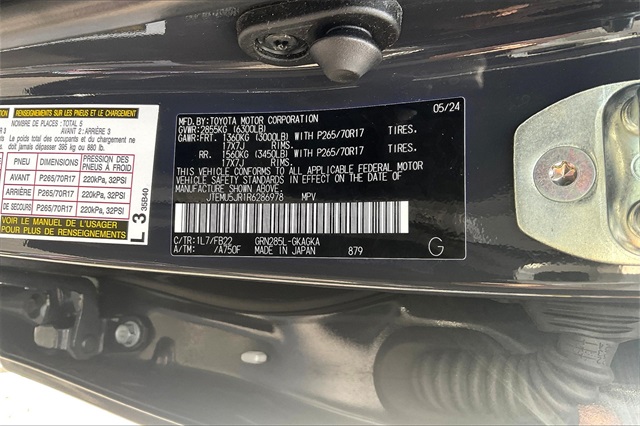 RENSEIGNEMENTS SUR LES PNEUS ET LE CHARGEMENT
NOMBRE DE PLACES : TOTAL 5
AVANT 2 : ARRIÈRE 3
Le poids total des occupants et du chargement ne
doit jamais dépasser 395 kg ou 880 lb.
PNEU DIMENSIONS PRESSION DES PNEUS À FROID
AVANT P265/70R17 220kPa, 32PSI
ARRIÈRE P265/70R17 220kPa, 32PSI
DE SECOURS P265/70R17 220kPa, 32PSI
VOIR LE MANUEL DE L'USAGER
POUR PLUS DE RENSEIGNEMENTS
L 3 35B40
MFD.BY:TOYOTA MOTOR CORPORATION 05/24
GVWR:2855KG (6300LB)
GAWR:FRT. 1360KG (3000LB) WITH P265/70R17 TIRES.
17X7J RIMS.
RR. 1560KG (3450LB) WITH P265/70R17 TIRES.
17X7J RIMS.
THIS VEHICLE CONFORMS TO ALL APPLICABLE FEDERAL MOTOR
VEHICLE SAFETY STANDARDS IN EFFECT ON THE DATE OF
MANUFACTURE SHOWN ABOVE.
JTEMU5JR1R6286978 MPV
C/TR:1L7/FB22 GRN285L-GKAGKA
A/TM: /A750F MADE IN JAPAN 879
G